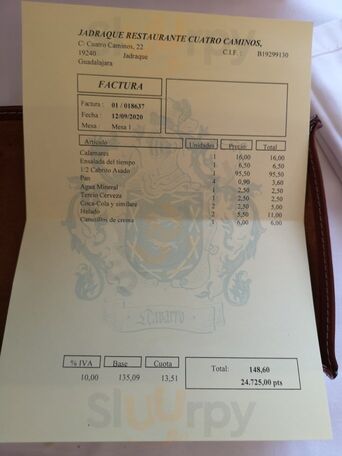 Sluurpy
JADRAQUE RESTAURANTE CUATRO CAMINOS,
C/ Cuatro Caminos, 22
19240 Jadraque C.I.F.: B19299130
Guadalajara
FACTURA
Factura : 01 / 018637
Fecha : 12/09/2020
Mesa : Mesa 1
Artículo Unidades Precio Total
Calamares 1 16,00 16,00
Ensalada del tiempo 1 6,50 6,50
1/2 Cabrito Asado 1 95,50 95,50
Pan 4 0,90 3,60
Agua Mineral 1 2,50 2,50
Tercio Cerveza 1 2,50 2,50
Coca-Cola y similare 2 2,50 5,00
Helado 2 5,50 11,00
Canutillos de crema 1 6,00 6,00
Navarro
% IVA Base Cuota
10,00 135,09 13,51
Total: 148,60
24.725,00 pts
Sluurpy